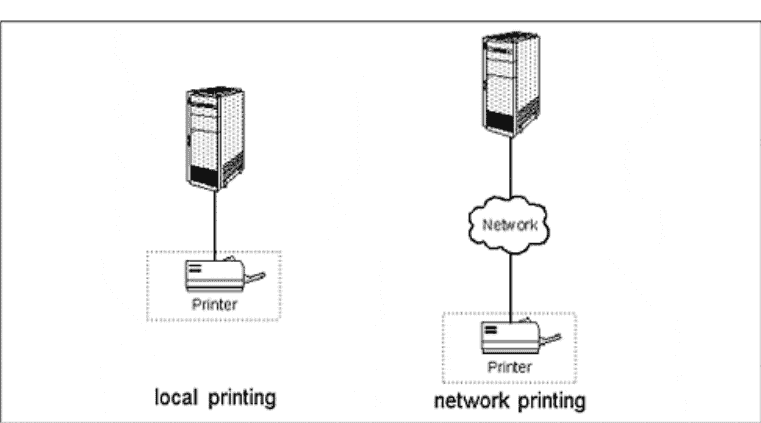 Printer
local printing
Network
Printer
network printing